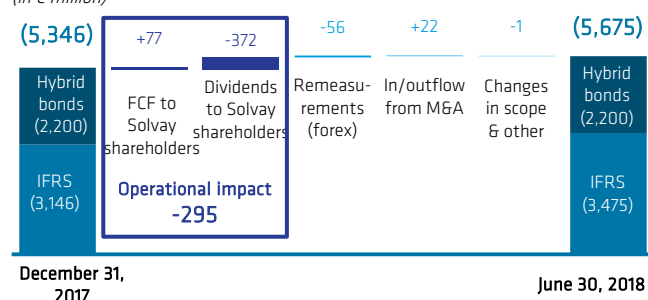 (in € million)
(5,346)
+77
-372
-56
+22
-1
(5,675)
Hybrid
bonds
(2,200)
IFRS
(3,146)
FCF to
Solvay
shareholders
Dividends
to Solvay
shareholders
Operational impact
-295
Remeasu-
rements
(forex)
In/outflow
from M&A
Changes
in scope
& other
Hybrid
bonds
(2,200)
IFRS
(3,475)
December 31,
2017
June 30, 2018